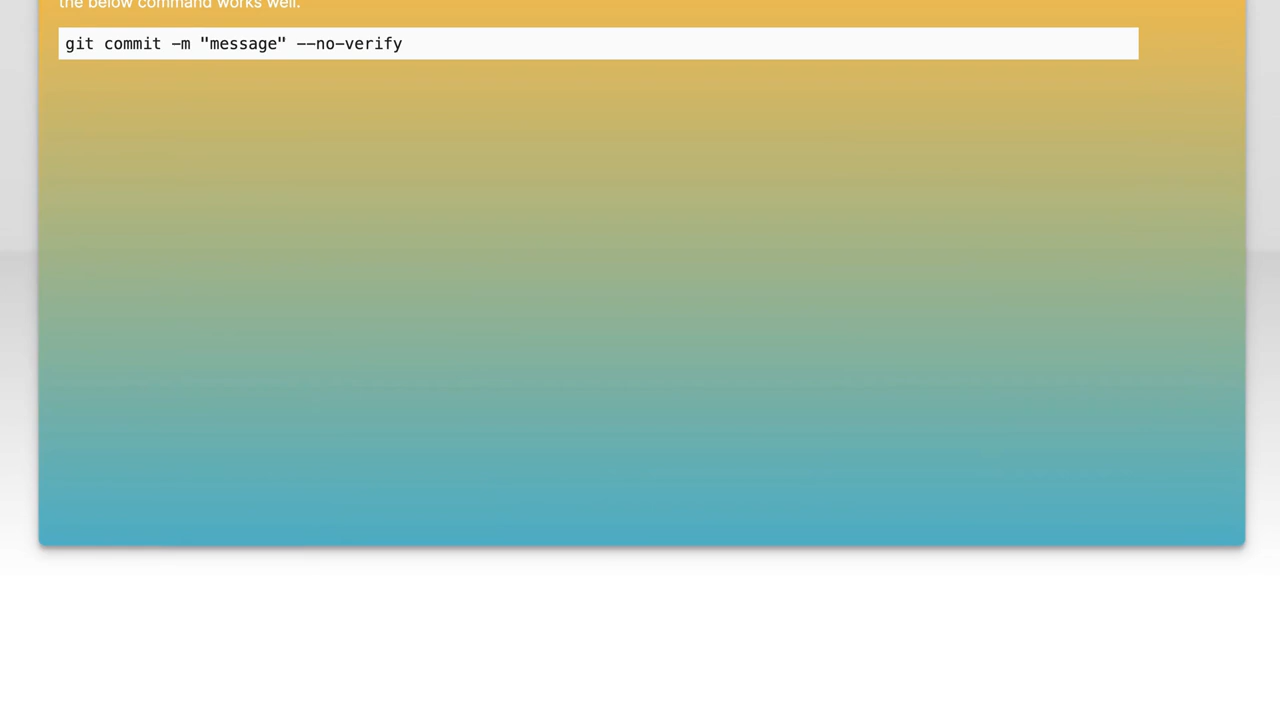 the below command works well.
git commit -m "message" --no-verify